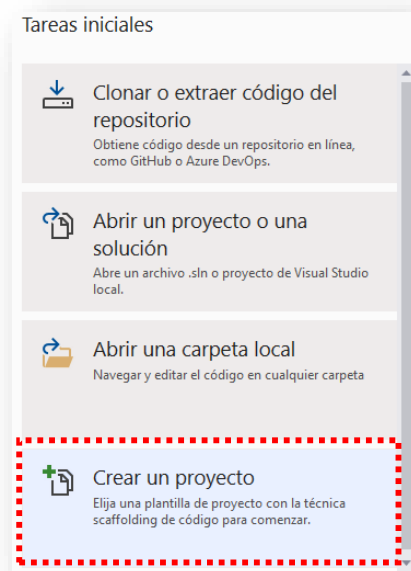 Tareas iniciales
Clonar o extraer código del
repositorio
Obtiene código desde un repositorio en línea,
como GitHub o Azure DevOps.
Abrir un proyecto o una
solución
Abre un archivo .sln o proyecto de Visual Studio
local.
Abrir una carpeta local
Navegar y editar el código en cualquier carpeta
Crear un proyecto
Elija una plantilla de proyecto con la técnica
scaffolding de código para comenzar.